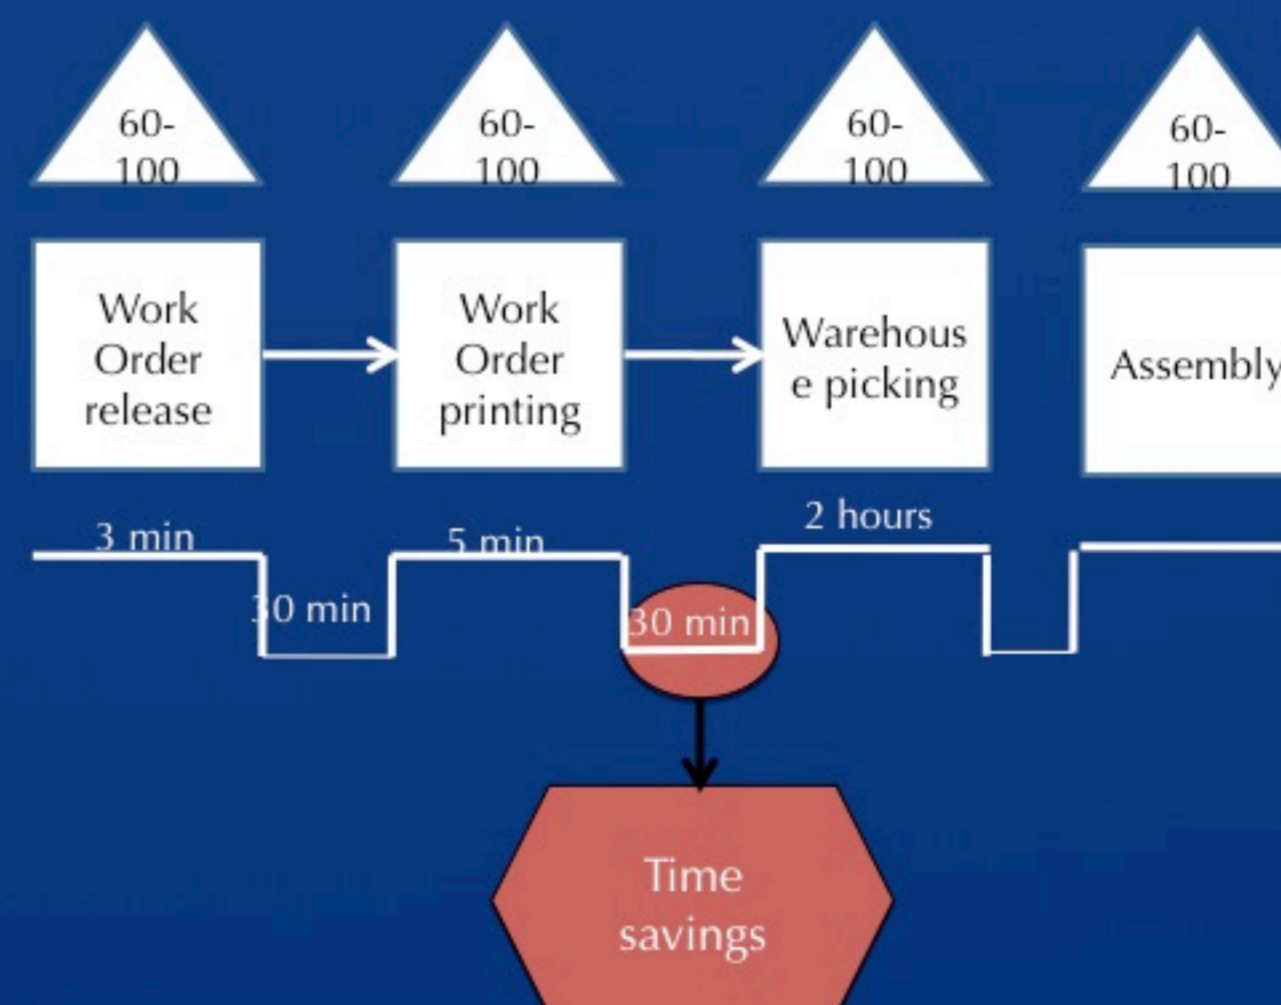 60-
100
60-
100
60-
100
60-
100
Work
Order
release
Work
Order
printing
Warehous
e picking
Assembly
3 min
5 min
2 hours
30 min
30 min
Time
savings